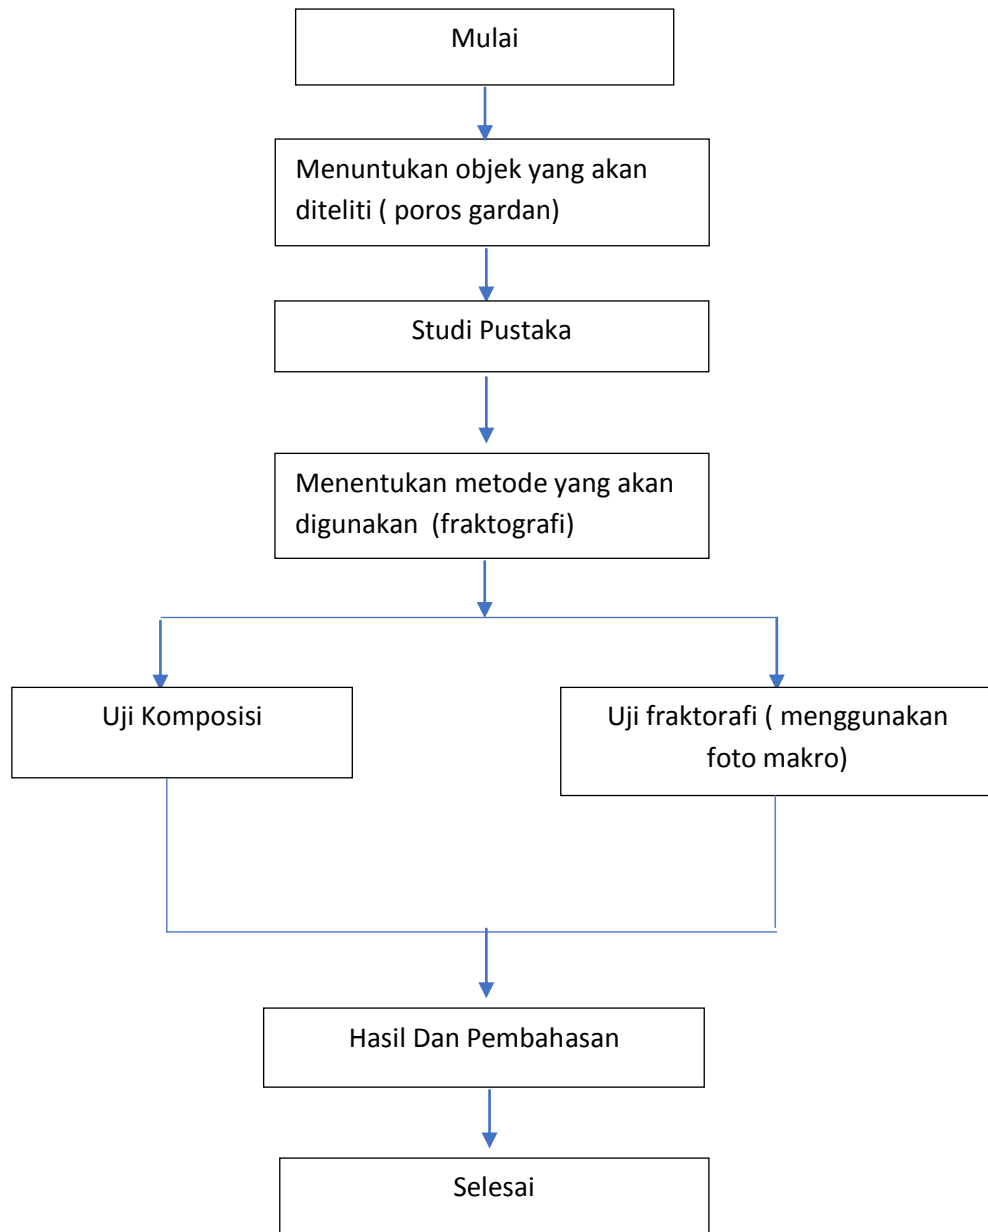 Mulai
Menuntukan objek yang akan
diteliti ( poros gardan)
Studi Pustaka
Menentukan metode yang akan
digunakan  (fraktografi)
Uji Komposisi
Uji fraktorafi ( menggunakan
foto makro)
Hasil Dan Pembahasan
Selesai